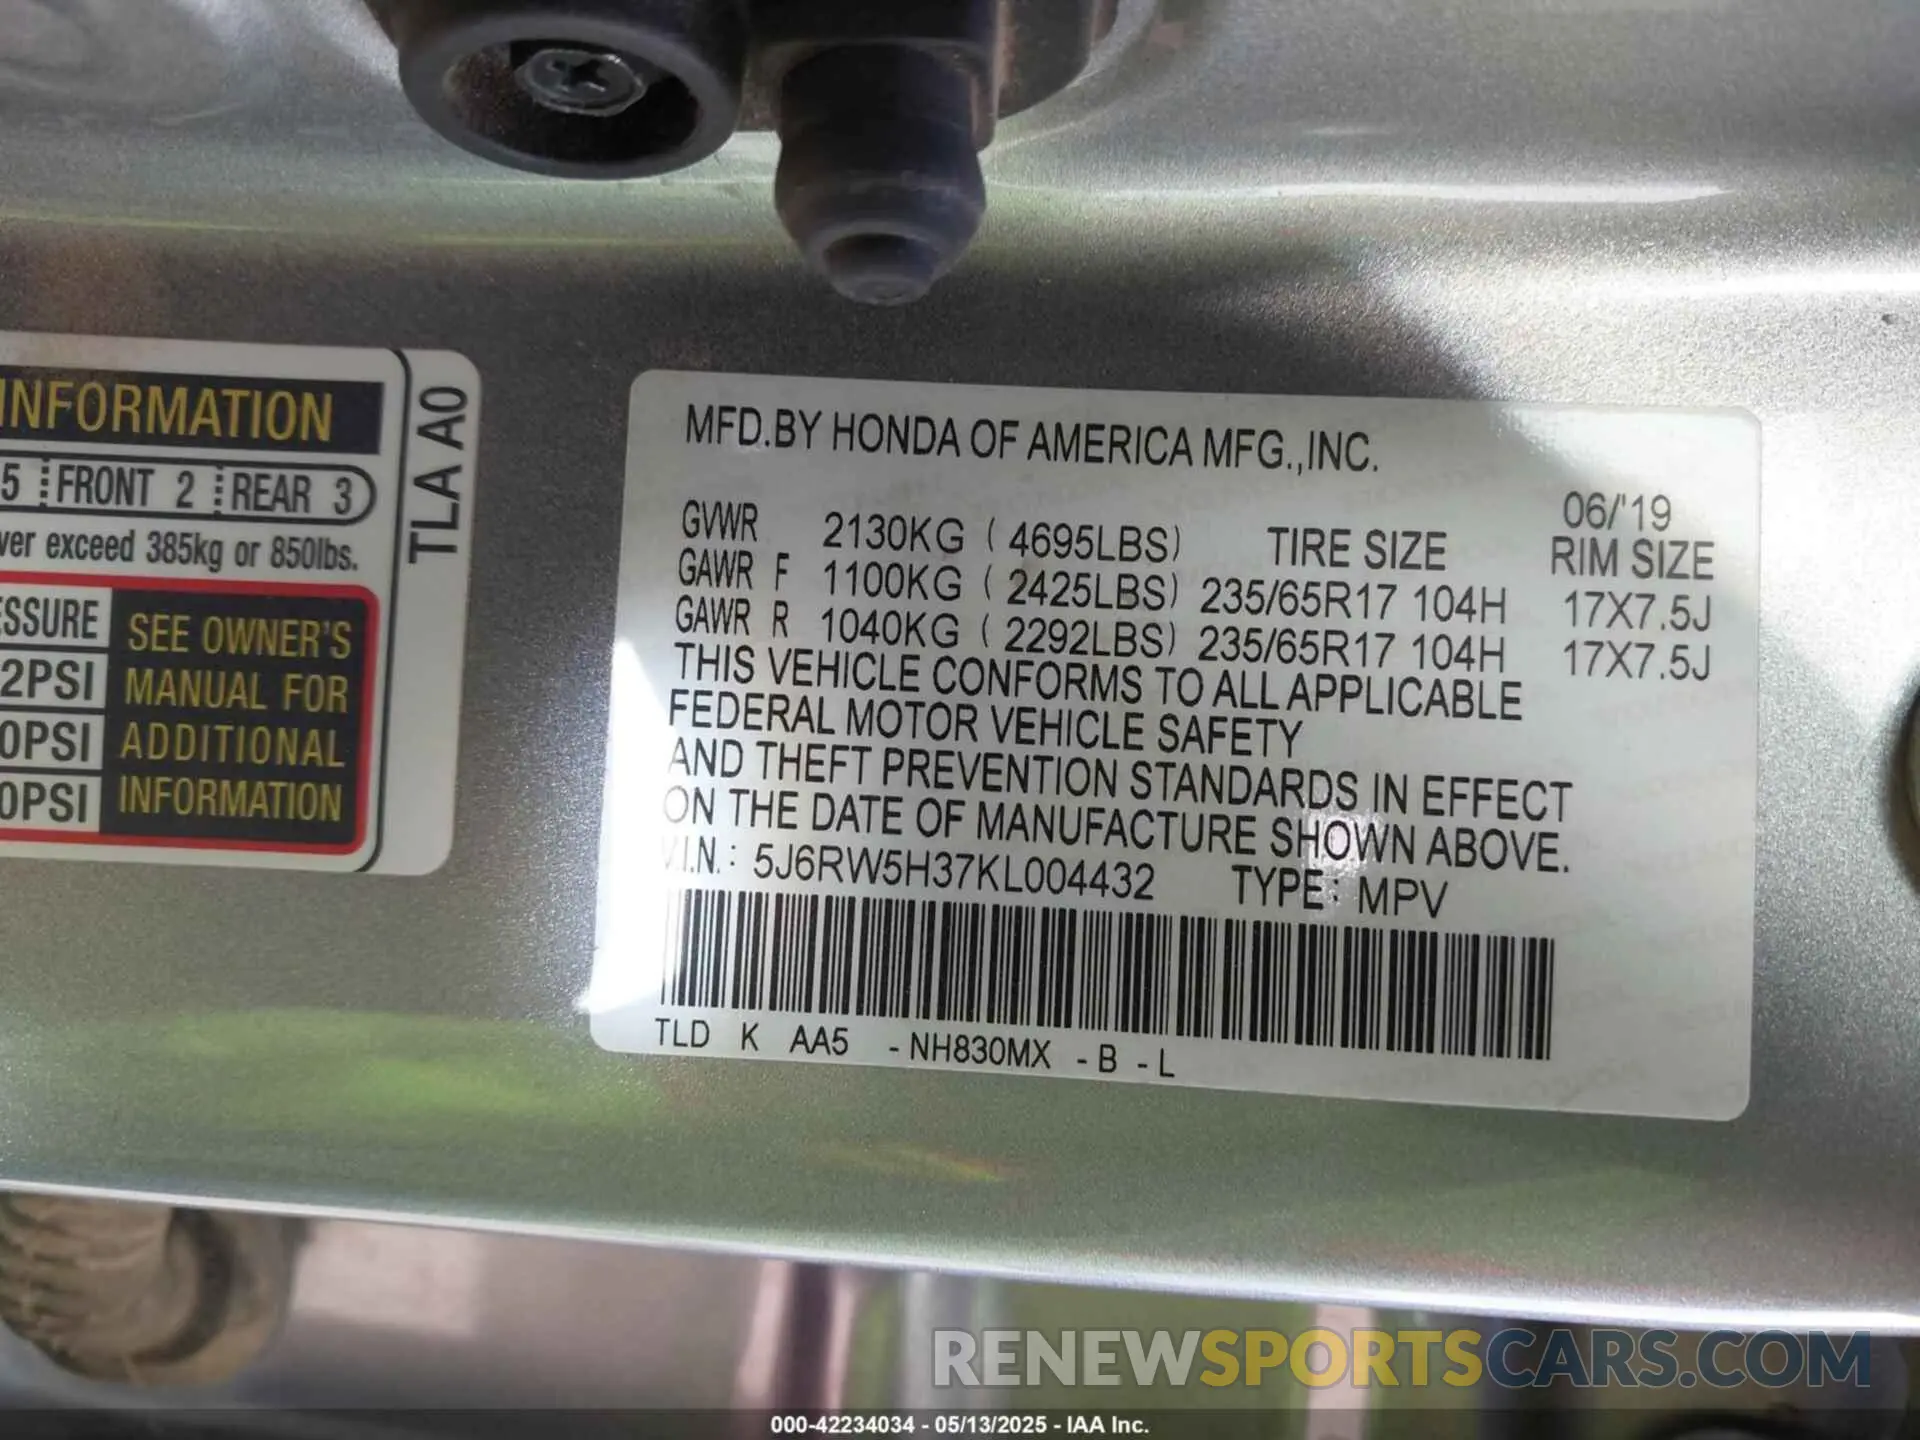 INFORMATION
5 FRONT 2 REAR 3
ver exceed 385kg or 850lbs.
ESSURE
2PSI
0PSI
0PSI
SEE OWNER'S
MANUAL FOR
ADDITIONAL
INFORMATION
TLA A0
MFD.BY HONDA OF AMERICA MFG.,INC.
06/'19
GVWR 2130KG ( 4695LBS) TIRE SIZE RIM SIZE
GAWR F 1100KG ( 2425LBS) 235/65R17 104H 17X7.5J
GAWR R 1040KG ( 2292LBS) 235/65R17 104H 17X7.5J
THIS VEHICLE CONFORMS TO ALL APPLICABLE
FEDERAL MOTOR VEHICLE SAFETY
AND THEFT PREVENTION STANDARDS IN EFFECT
ON THE DATE OF MANUFACTURE SHOWN ABOVE.
V.I.N.: 5J6RW5H37KL004432 TYPE: MPV
TLD K AA5 -NH830MX -B -L
RENEWSPORTSCARS.COM
000-42234034 - 05/13/2025 - IAA Inc.